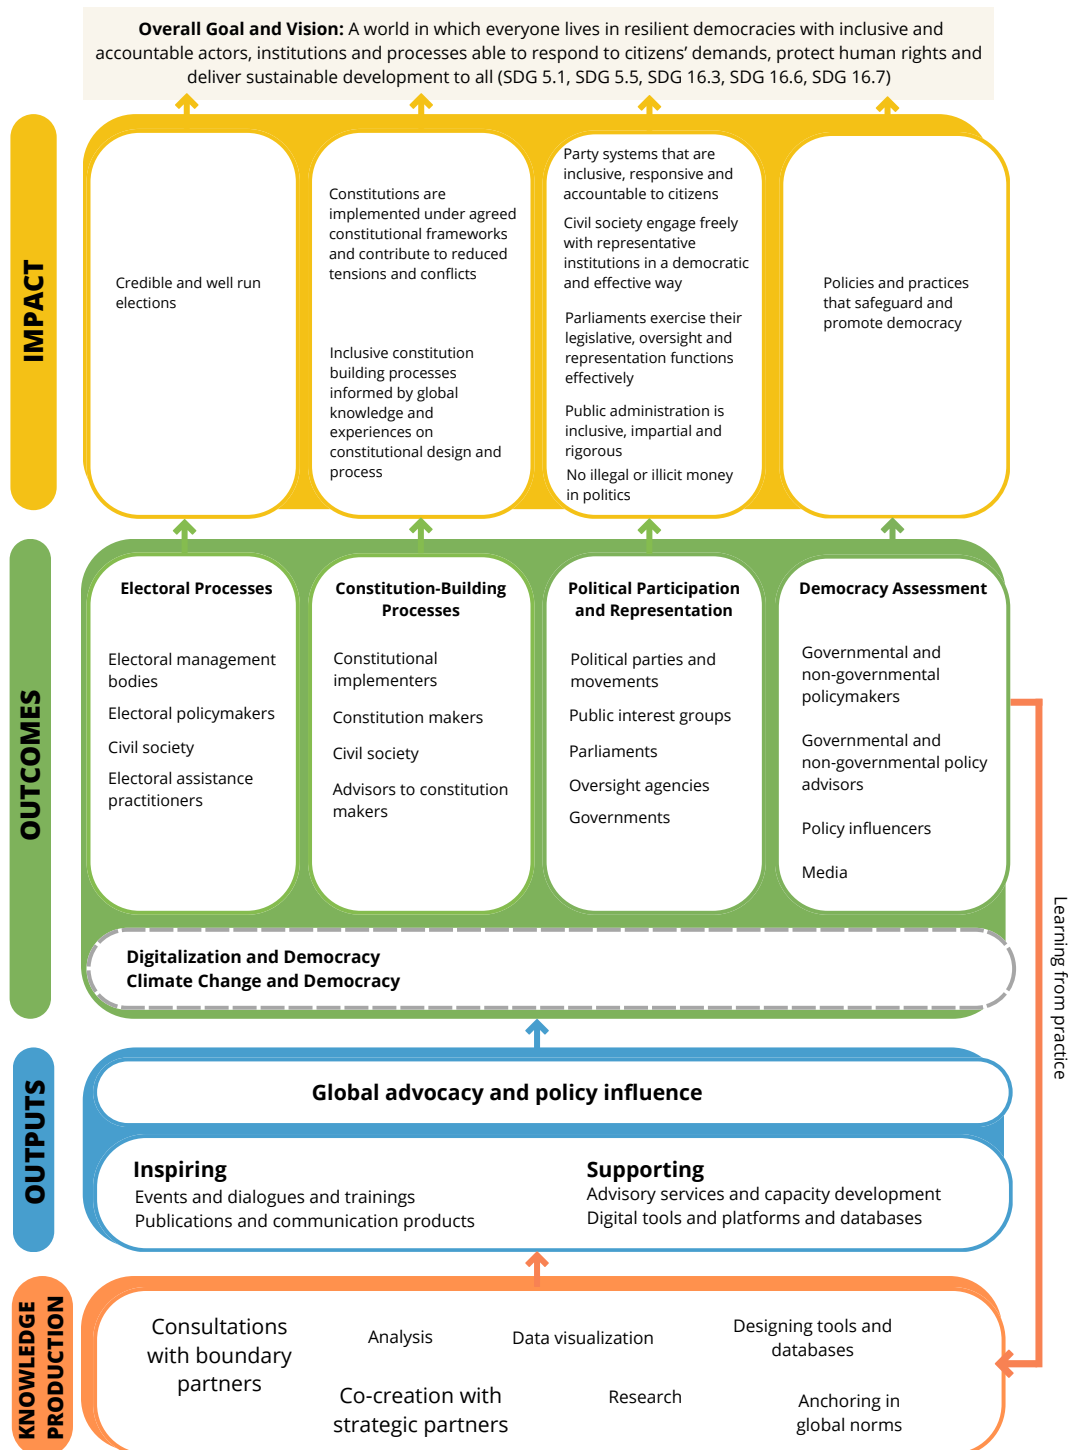 Overall Goal and Vision: A world in which everyone lives in resilient democracies with inclusive and
accountable actors, institutions and processes able to respond to citizens’ demands, protect human rights and
deliver sustainable development to all (SDG 5.1, SDG 5.5, SDG 16.3, SDG 16.6, SDG 16.7)
IMPACT
Credible and well run
elections
Constitutions are
implemented under agreed
constitutional frameworks
and contribute to reduced
tensions and conflicts
Inclusive constitution
building processes
informed by global
knowledge and
experiences on
constitutional design and
process
Party systems that are
inclusive, responsive and
accountable to citizens
Civil society engage freely
with representative
institutions in a democratic
and effective way
Parliaments exercise their
legislative, oversight and
representation functions
effectively
Public administration is
inclusive, impartial and
rigorous
No illegal or illicit money
in politics
Policies and practices
that safeguard and
promote democracy
OUTCOMES
Electoral Processes
Electoral management
bodies
Electoral policymakers
Civil society
Electoral assistance
practitioners
Constitution-Building
Processes
Constitutional
implementers
Constitution makers
Civil society
Advisors to constitution
makers
Political Participation
and Representation
Political parties and
movements
Public interest groups
Parliaments
Oversight agencies
Governments
Democracy Assessment
Governmental and
non-governmental
policymakers
Governmental and
non-governmental policy
advisors
Policy influencers
Media
Digitalization and Democracy
Climate Change and Democracy
Learning from practice
OUTPUTS
Global advocacy and policy influence
Inspiring
Events and dialogues and trainings
Publications and communication products
Supporting
Advisory services and capacity development
Digital tools and platforms and databases
KNOWLEDGE
PRODUCTION
Consultations
with boundary
partners
Analysis
Data visualization
Designing tools and
databases
Co-creation with
strategic partners
Research
Anchoring in
global norms